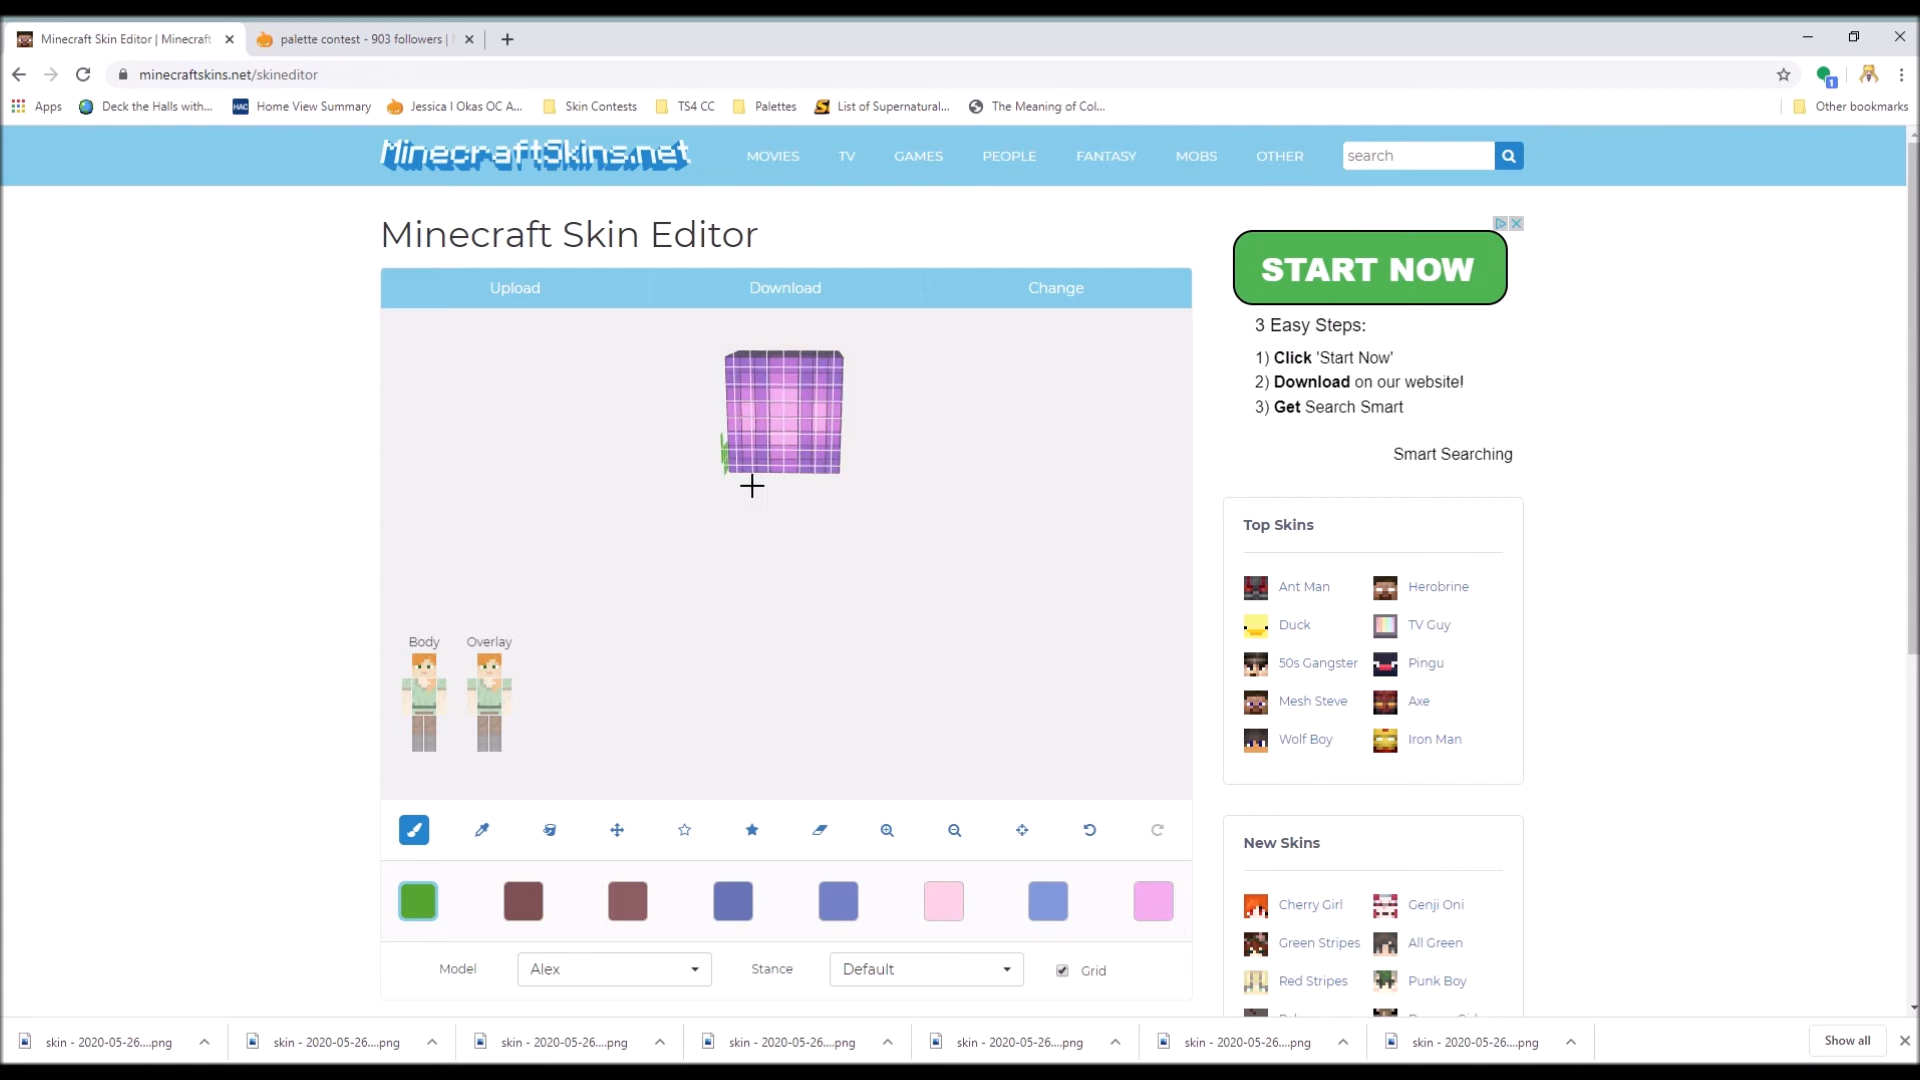 Minecraft Skin Editor | Minecraft
palette contest - 903 followers |
minecraftskins.net/skineditor
Apps
Deck the Halls with...
HAC
Home View Summary
Jessica I Okas OC A...
Skin Contests
TS4 CC
Palettes
List of Supernatural...
The Meaning of Col...
Other bookmarks
MinecraftSkins.net
MOVIES
TV
GAMES
PEOPLE
FANTASY
MOBS
OTHER
search
Minecraft Skin Editor
Upload
Download
Change
START NOW
3 Easy Steps:
1) Click 'Start Now'
2) Download on our website!
3) Get Search Smart
Smart Searching
Body
Overlay
Top Skins
Ant Man
Herobrine
Duck
TV Guy
50s Gangster
Pingu
Mesh Steve
Axe
Wolf Boy
Iron Man
New Skins
Cherry Girl
Genji Oni
Green Stripes
All Green
Red Stripes
Punk Boy
Model
Alex
Stance
Default
Grid
skin - 2020-05-26....png
skin - 2020-05-26....png
skin - 2020-05-26....png
skin - 2020-05-26....png
skin - 2020-05-26....png
skin - 2020-05-26....png
skin - 2020-05-26....png
Show all